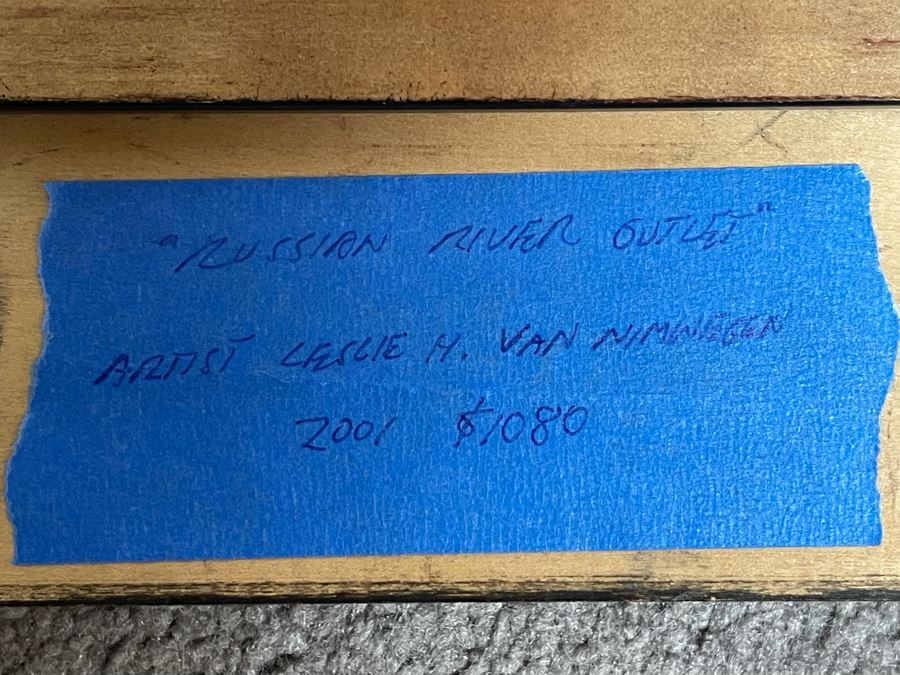 "RUSSIAN RIVER OUTLET"
ARTIST LESLIE H. VAN NIMWEGEN
2001 $1080